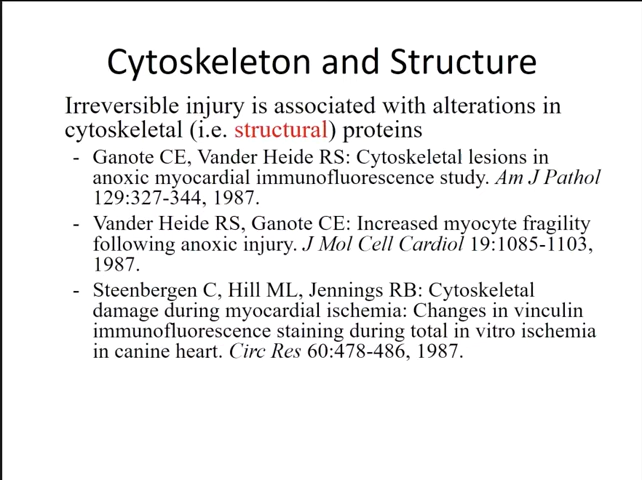 Cytoskeleton and Structure
Irreversible injury is associated with alterations in
cytoskeletal (i.e. structural) proteins
- Ganote CE, Vander Heide RS: Cytoskeletal lesions in
anoxic myocardial immunofluorescence study. Am J Pathol
129:327-344, 1987.
- Vander Heide RS, Ganote CE: Increased myocyte fragility
following anoxic injury. J Mol Cell Cardiol 19:1085-1103,
1987.
- Steenbergen C, Hill ML, Jennings RB: Cytoskeletal
damage during myocardial ischemia: Changes in vinculin
immunofluorescence staining during total in vitro ischemia
in canine heart. Circ Res 60:478-486, 1987.